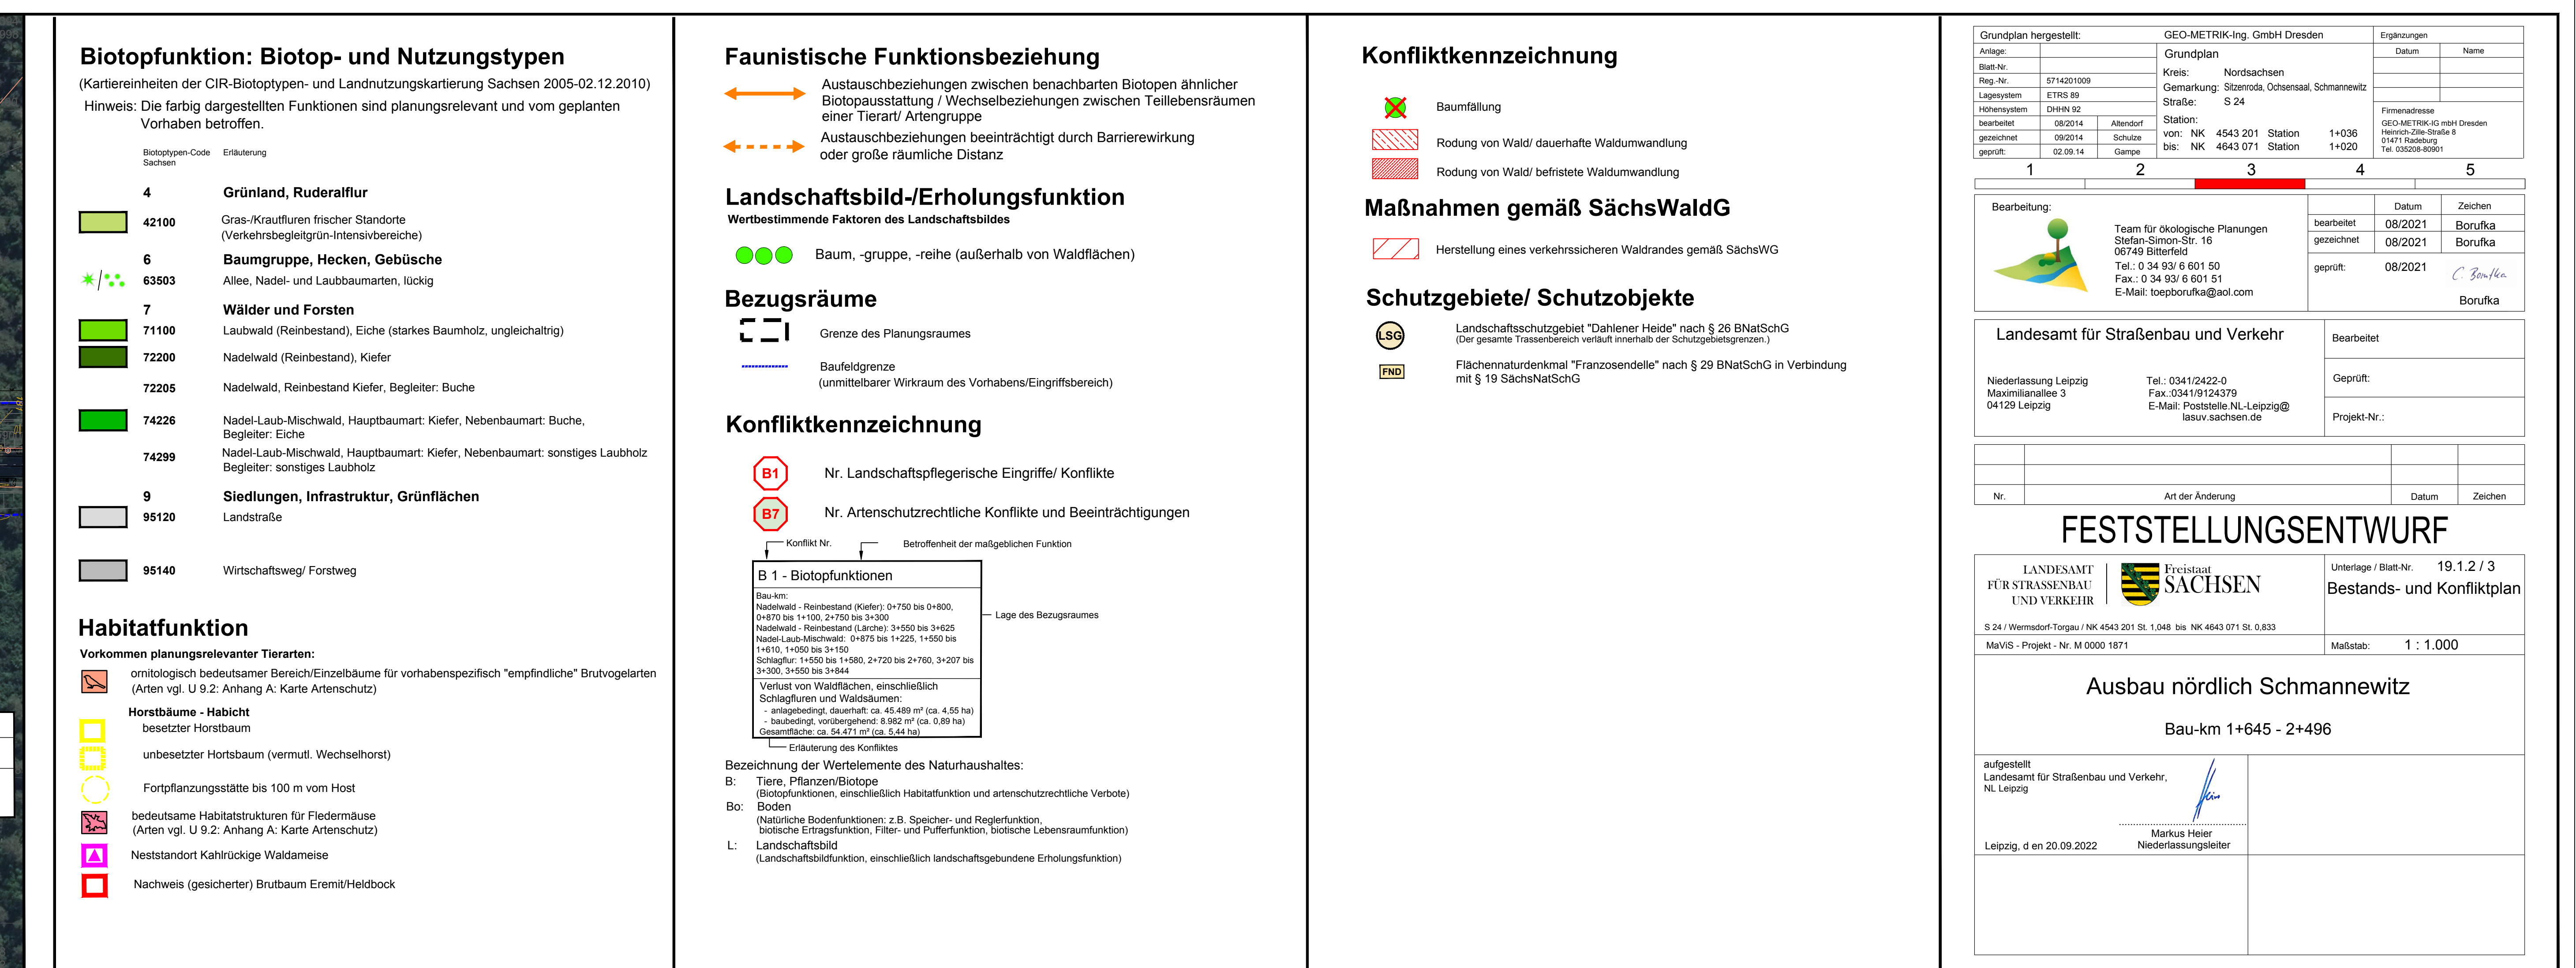 Biotopfunktion: Biotop- und Nutzungstypen
(Kartiereinheiten der CIR-Biotoptypen- und Landnutzungskartierung Sachsen 2005-02.12.2010)
Hinweis: Die farbig dargestellten Funktionen sind planungsrelevant und vom geplanten
Vorhaben betroffen.
Biotoptypen-Code Erläuterung
Sachsen
4 Grünland, Ruderalflur
42100 Gras-/Krautfluren frischer Standorte
(Verkehrsbegleitgrün-Intensivbereiche)
6 Baumgruppe, Hecken, Gebüsche
63503 Allee, Nadel- und Laubbaumarten, lückig
7 Wälder und Forsten
71100 Laubwald (Reinbestand), Eiche (starkes Baumholz, ungleichaltrig)
72200 Nadelwald (Reinbestand), Kiefer
72205 Nadelwald, Reinbestand Kiefer, Begleiter: Buche
74226 Nadel-Laub-Mischwald, Hauptbaumart: Kiefer, Nebenbaumart: Buche,
Begleiter: Eiche
74299 Nadel-Laub-Mischwald, Hauptbaumart: Kiefer, Nebenbaumart: sonstiges Laubholz
Begleiter: sonstiges Laubholz
9 Siedlungen, Infrastruktur, Grünflächen
95120 Landstraße
95140 Wirtschaftsweg/ Forstweg
Habitatfunktion
Vorkommen planungsrelevanter Tierarten:
ornitologisch bedeutsamer Bereich/Einzelbäume für vorhabenspezifisch "empfindliche" Brutvogelarten
(Arten vgl. U 9.2: Anhang A: Karte Artenschutz)
Horstbäume - Habicht
besetzter Horstbaum
unbesetzter Hortsbaum (vermutl. Wechselhorst)
Fortpflanzungsstätte bis 100 m vom Host
bedeutsame Habitatstrukturen für Fledermäuse
(Arten vgl. U 9.2: Anhang A: Karte Artenschutz)
Neststandort Kahlrückige Waldameise
Nachweis (gesicherter) Brutbaum Eremit/Heldbock
Faunistische Funktionsbeziehung
Austauschbeziehungen zwischen benachbarten Biotopen ähnlicher
Biotopausstattung / Wechselbeziehungen zwischen Teillebensräumen
einer Tierart/ Artengruppe
Austauschbeziehungen beeinträchtigt durch Barrierewirkung
oder große räumliche Distanz
Landschaftsbild-/Erholungsfunktion
Wertbestimmende Faktoren des Landschaftsbildes
Baum, -gruppe, -reihe (außerhalb von Waldflächen)
Bezugsräume
Grenze des Planungsraumes
Baufeldgrenze
(unmittelbarer Wirkraum des Vorhabens/Eingriffsbereich)
Konfliktkennzeichnung
B1 Nr. Landschaftspflegerische Eingriffe/ Konflikte
B7 Nr. Artenschutzrechtliche Konflikte und Beeinträchtigungen
Konflikt Nr. Betroffenheit der maßgeblichen Funktion
B 1 - Biotopfunktionen
Bau-km:
Nadelwald - Reinbestand (Kiefer): 0+750 bis 0+800,
0+870 bis 1+100, 2+750 bis 3+300
Lage des Bezugsraumes
Nadelwald - Reinbestand (Lärche): 3+550 bis 3+625
Nadel-Laub-Mischwald: 0+875 bis 1+225, 1+550 bis
1+610, 1+050 bis 3+150
Schlagflur: 1+550 bis 1+580, 2+720 bis 2+760, 3+207 bis
3+300, 3+550 bis 3+844
Verlust von Waldflächen, einschließlich
Schlagfluren und Waldsäumen:
- anlagebedingt, dauerhaft: ca. 45.489 m² (ca. 4,55 ha)
- baubedingt, vorübergehend: 8.982 m² (ca. 0,89 ha)
Gesamtfläche: ca. 54.471 m² (ca. 5,44 ha)
Erläuterung des Konfliktes
Bezeichnung der Wertelemente des Naturhaushaltes:
B: Tiere, Pflanzen/Biotope
(Biotopfunktionen, einschließlich Habitatfunktion und artenschutzrechtliche Verbote)
Bo: Boden
(Natürliche Bodenfunktionen: z.B. Speicher- und Reglerfunktion,
biotische Ertragsfunktion, Filter- und Pufferfunktion, biotische Lebensraumfunktion)
L: Landschaftsbild
(Landschaftsbildfunktion, einschließlich landschaftsgebundene Erholungsfunktion)
Konfliktkennzeichnung
Baumfällung
Rodung von Wald/ dauerhafte Waldumwandlung
Rodung von Wald/ befristete Waldumwandlung
Maßnahmen gemäß SächsWaldG
Herstellung eines verkehrssicheren Waldrandes gemäß SächsWG
Schutzgebiete/ Schutzobjekte
LSG Landschaftsschutzgebiet "Dahlener Heide" nach § 26 BNatSchG
(Der gesamte Trassenbereich verläuft innerhalb der Schutzgebietsgrenzen.)
FND Flächennaturdenkmal "Franzosendelle" nach § 29 BNatSchG in Verbindung
mit § 19 SächsNatSchG
Grundplan hergestellt: GEO-METRIK-Ing. GmbH Dresden
Anlage:
Blatt-Nr.
Reg.-Nr. 5714201009
Lagesystem ETRS 89
Höhensystem DHHN 92
bearbeitet 08/2014 Altendorf
gezeichnet 09/2014 Schulze
geprüft: 02.09.14 Gampe
Grundplan
Kreis: Nordsachsen
Gemarkung: Sitzenroda, Ochsensaal, Schmannewitz
Straße: S 24
Station:
von: NK 4543 201 Station 1+036
bis: NK 4643 071 Station 1+020
Ergänzungen
Datum Name
Firmenadresse
GEO-METRIK-IG mbH Dresden
Heinrich-Zille-Straße 8
01471 Radeburg
Tel. 035208-80901
1 2 3 4 5
Bearbeitung:
Team für ökologische Planungen
Stefan-Simon-Str. 16
06749 Bitterfeld
Tel.: 0 34 93/ 6 601 50
Fax.: 0 34 93/ 6 601 51
E-Mail: toepborufka@aol.com
Datum Zeichen
bearbeitet 08/2021 Borufka
gezeichnet 08/2021 Borufka
geprüft: 08/2021 C. Borufka
Borufka
Landesamt für Straßenbau und Verkehr
Niederlassung Leipzig
Maximilianallee 3
04129 Leipzig
Tel.: 0341/2422-0
Fax.:0341/9124379
E-Mail: Poststelle.NL-Leipzig@
lasuv.sachsen.de
Bearbeitet
Geprüft:
Projekt-Nr.:
Nr. Art der Änderung Datum Zeichen
FESTSTELLUNGSENTWURF
LANDESAMT
FÜR STRASSENBAU
UND VERKEHR
Freistaat
SACHSEN
Unterlage / Blatt-Nr. 19.1.2 / 3
Bestands- und Konfliktplan
S 24 / Wermsdorf-Torgau / NK 4543 201 St. 1,048 bis NK 4643 071 St. 0,833
MaViS - Projekt - Nr. M 0000 1871
Maßstab: 1 : 1.000
Ausbau nördlich Schmannewitz
Bau-km 1+645 - 2+496
aufgestellt
Landesamt für Straßenbau und Verkehr,
NL Leipzig
Markus Heier
Leipzig, d en 20.09.2022 Niederlassungsleiter